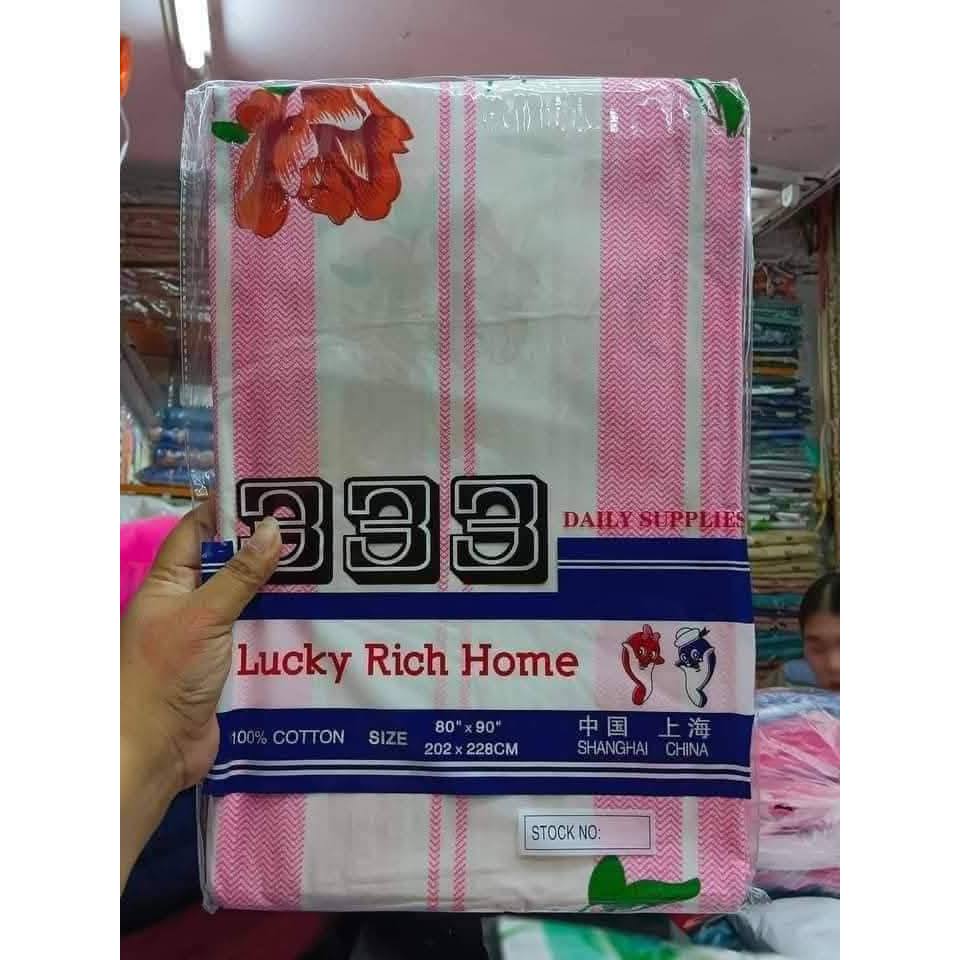 333
DAILY SUPPLIES
Lucky Rich Home
100% COTTON
SIZE
80" x 90"
202 x 228CM
中国 上海
SHANGHAI CHINA
STOCK NO: